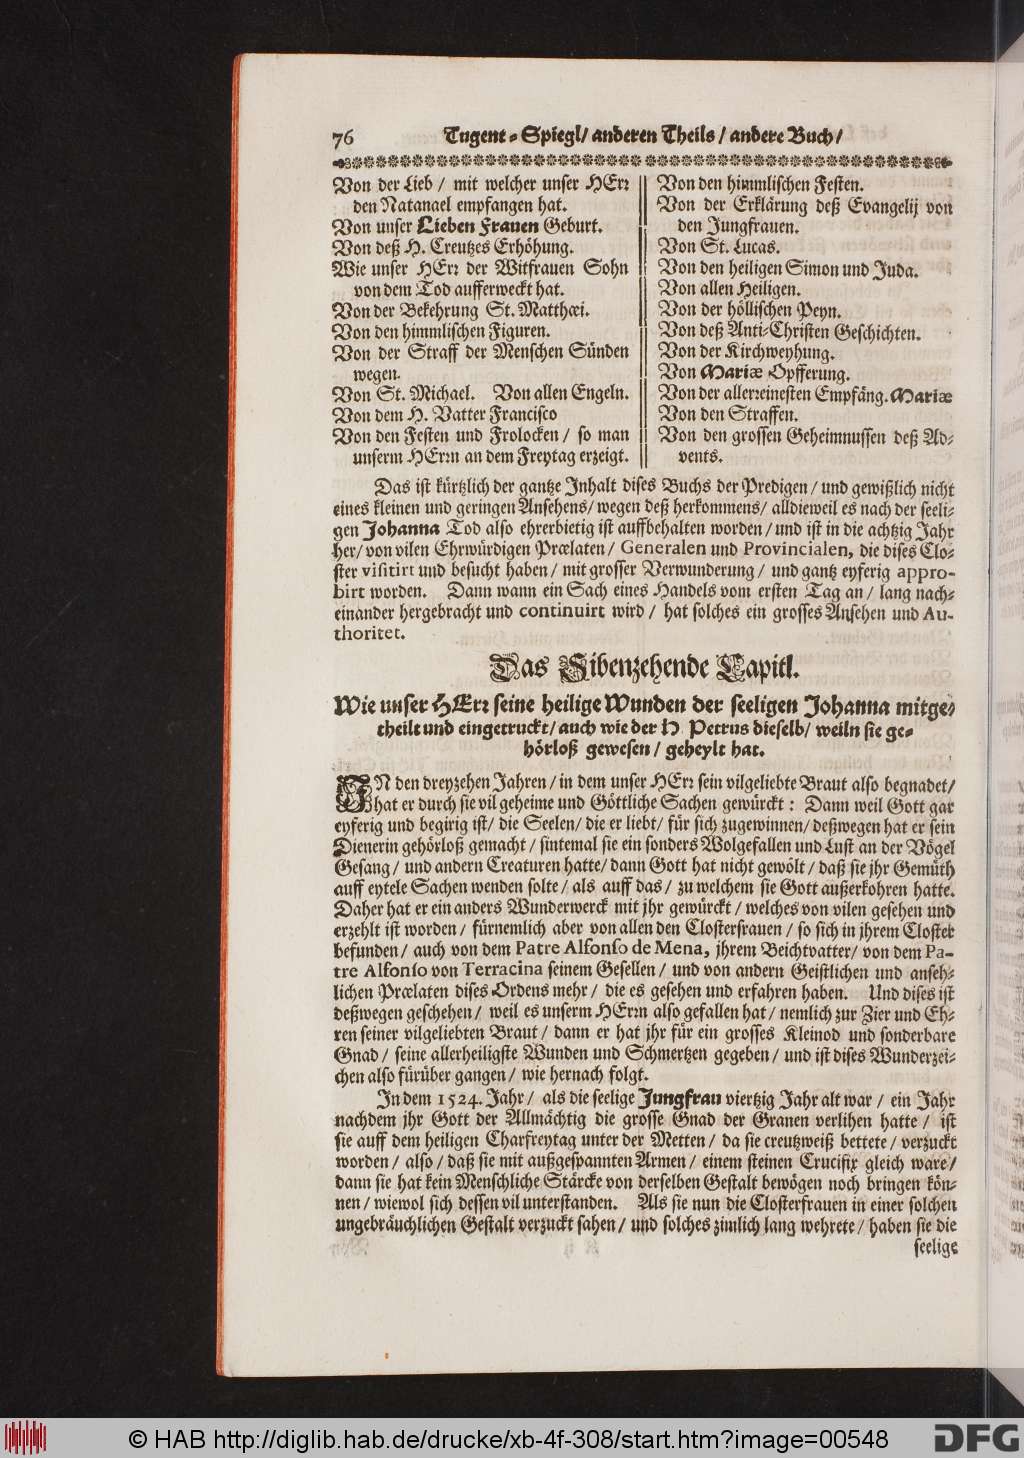 76 Tugent-Spiegl/ anderen Theils/ andere Buch/
Von der Lieb/ mit welcher unser HErr
den Natanael empfangen hat.
Von unser Lieben Frauen Geburt.
Von deß H. Creutzes Erhöhung.
Wie unser HErr der Witfrauen Sohn
von dem Tod aufferweckt hat.
Von der Bekehrung St. Matthæi.
Von den himmlischen Figuren.
Von der Straff der Menschen Sünden
wegen.
Von St. Michael. Von allen Engeln.
Von dem H. Vatter Francisco
Von den Festen und Frolocken/ so man
unserm HErrn an dem Freytag erzeigt.
Von den himmlischen Festen.
Von der Erklärung deß Evangelij von
den Jungfrauen.
Von St. Lucas.
Von den heiligen Simon und Juda.
Von allen Heiligen.
Von der höllischen Peyn.
Von deß Anti-Christen Geschichten.
Von der Kirchweyhung.
Von Mariæ Opfferung.
Von der allerreinesten Empfäng. Mariæ
Von den Straffen.
Von den grossen Geheimnussen deß Ad-
vents.
Das ist kürtzlich der gantze Inhalt dises Buchs der Predigen/ und gewißlich nicht
eines kleinen und geringen Ansehens/ wegen deß herkommens/ alldieweil es nach der seeli-
gen Johanna Tod also ehrerbietig ist auffbehalten worden/ und ist in die achtzig Jahr
her/ von vilen Ehrwürdigen Prælaten/ Generalen und Provincialen, die dises Clo-
ster visitirt und besucht haben/ mit grosser Verwunderung/ und gantz eyferig appro-
birt worden. Dann wann ein Sach eines Handels vom ersten Tag an/ lang nach-
einander hergebracht und continuirt wird/ hat solches ein grosses Ansehen und Au-
thoritet.
Das Sibenzehende Capitl.
Wie unser HErr seine heilige Wunden der seeligen Johanna mitge-
theilt und eingetruckt/ auch wie der H. Petrus dieselb/ weiln sie ge-
hörloß gewesen/ geheylt hat.
IN den dreyzehen Jahren/ in dem unser HErr sein vilgeliebte Braut also begnadet/
hat er durch sie vil geheime und Göttliche Sachen gewürckt: Dann weil Gott gar
eyferig und begirig ist/ die Seelen/ die er liebt/ für sich zugewinnen/ deßwegen hat er sein
Dienerin gehörloß gemacht/ sintemal sie ein sonders Wolgefallen und Lust an der Vögel
Gesang/ und andern Creaturen hatte/ dann Gott hat nicht gewölt/ daß sie jhr Gemüth
auff eytele Sachen wenden solte/ als auff das/ zu welchem sie Gott außerkohren hatte.
Daher hat er ein anders Wunderwerck mit jhr gewürckt/ welches von vilen gesehen und
erzehlt ist worden/ fürnemlich aber von allen den Closterfrauen/ so sich in jhrem Closter
befunden/ auch von dem Patre Alfonso de Mena, jhrem Beichtvatter/ von dem Pa-
tre Alfonso von Terracina seinem Gesellen/ und von andern Geistlichen und anseh-
lichen Prælaten dises Ordens mehr/ die es gesehen und erfahren haben. Und dises ist
deßwegen geschehen/ weil es unserm HErrn also gefallen hat/ nemlich zur Zier und Eh-
ren seiner vilgeliebten Braut/ dann er hat jhr für ein grosses Kleinod und sonderbare
Gnad/ seine allerheiligste Wunden und Schmertzen gegeben/ und ist dises Wunderzei-
chen also fürüber gangen/ wie hernach folgt.
In dem 1524. Jahr/ als die seelige Jungfrau viertzig Jahr alt war/ ein Jahr
nachdem jhr Gott der Allmächtig die grosse Gnad der Granen verlihen hatte/ ist
sie auff dem heiligen Charfreytag unter der Metten/ da sie creutzweiß bettete/ verzuckt
worden/ also/ daß sie mit außgespannten Armen/ einem steinen Crucifix gleich ware/
dann sie hat kein Menschliche Stärcke von derselben Gestalt bewögen noch bringen kön-
nen/ wiewol sich dessen vil unterstanden. Als sie nun die Closterfrauen in einer solchen
ungebräuchlichen Gestalt verzuckt sahen/ und solches zimlich lang wehrete/ haben sie die
seelige
© HAB http://diglib.hab.de/drucke/xb-4f-308/start.htm?image=00548
DFG